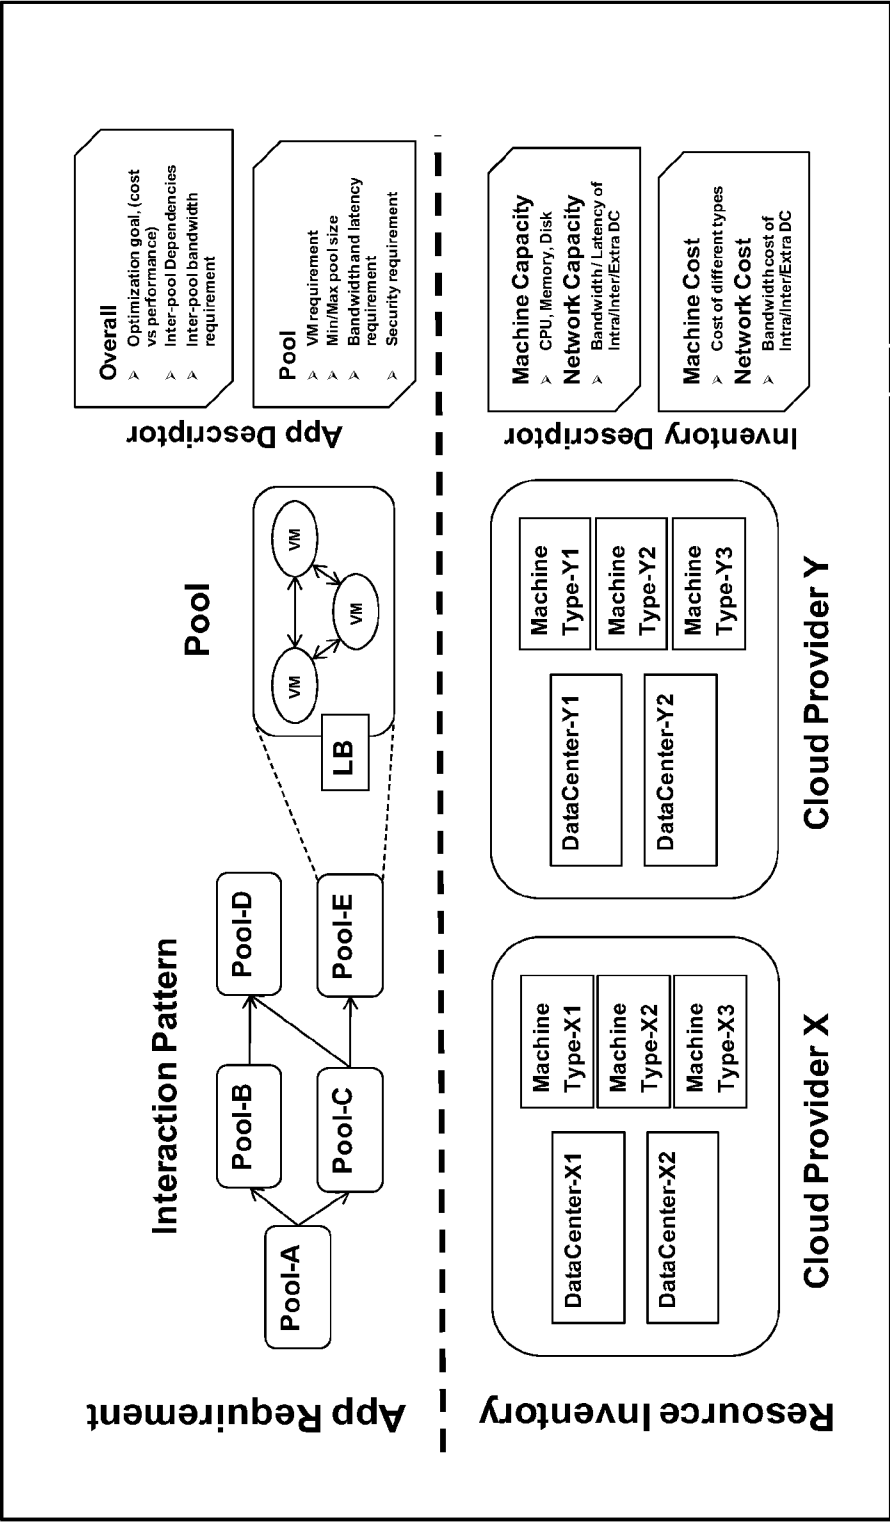 App Requirement
Interaction Pattern
Pool-A
Pool-B
Pool-C
Pool-D
Pool-E
Pool
LB
VM
VM
VM
App Descriptor
Overall
➢ Optimization goal, (cost
vs performance)
➢ Inter-pool Dependencies
➢ Inter-pool bandwidth
requirement
Pool
➢ VM requirement
➢ Min/Max pool size
➢ Bandwidth and latency
requirement
➢ Security requirement
Resource Inventory
DataCenter-X1
DataCenter-X2
Machine
Type-X1
Machine
Type-X2
Machine
Type-X3
Cloud Provider X
DataCenter-Y1
DataCenter-Y2
Machine
Type-Y1
Machine
Type-Y2
Machine
Type-Y3
Cloud Provider Y
Inventory Descriptor
Machine Capacity
➢ CPU, Memory, Disk
Network Capacity
➢ Bandwidth/ Latency of
Intra/Inter/Extra DC
Machine Cost
➢ Cost of different types
Network Cost
➢ Bandwidth cost of
Intra/Inter/Extra DC